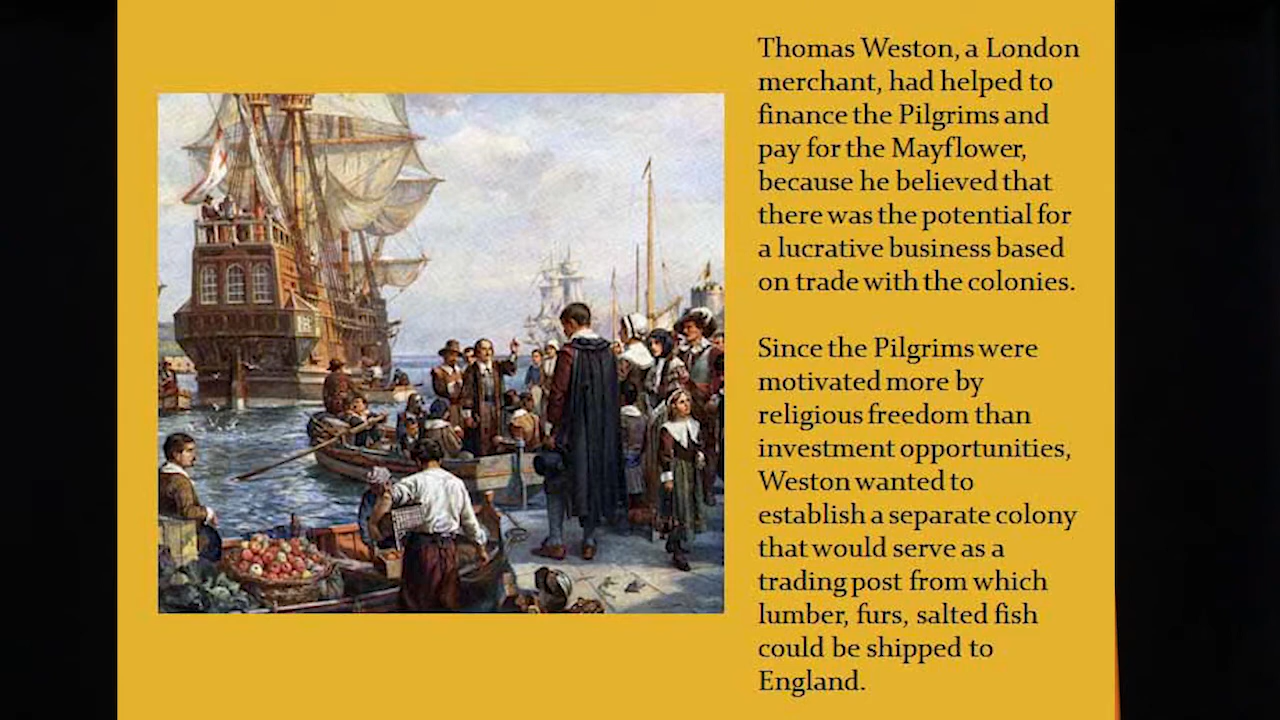 Thomas Weston, a London
merchant, had helped to
finance the Pilgrims and
pay for the Mayflower,
because he believed that
there was the potential for
a lucrative business based
on trade with the colonies.
Since the Pilgrims were
motivated more by
religious freedom than
investment opportunities,
Weston wanted to
establish a separate colony
that would serve as a
trading post from which
lumber, furs, salted fish
could be shipped to
England.